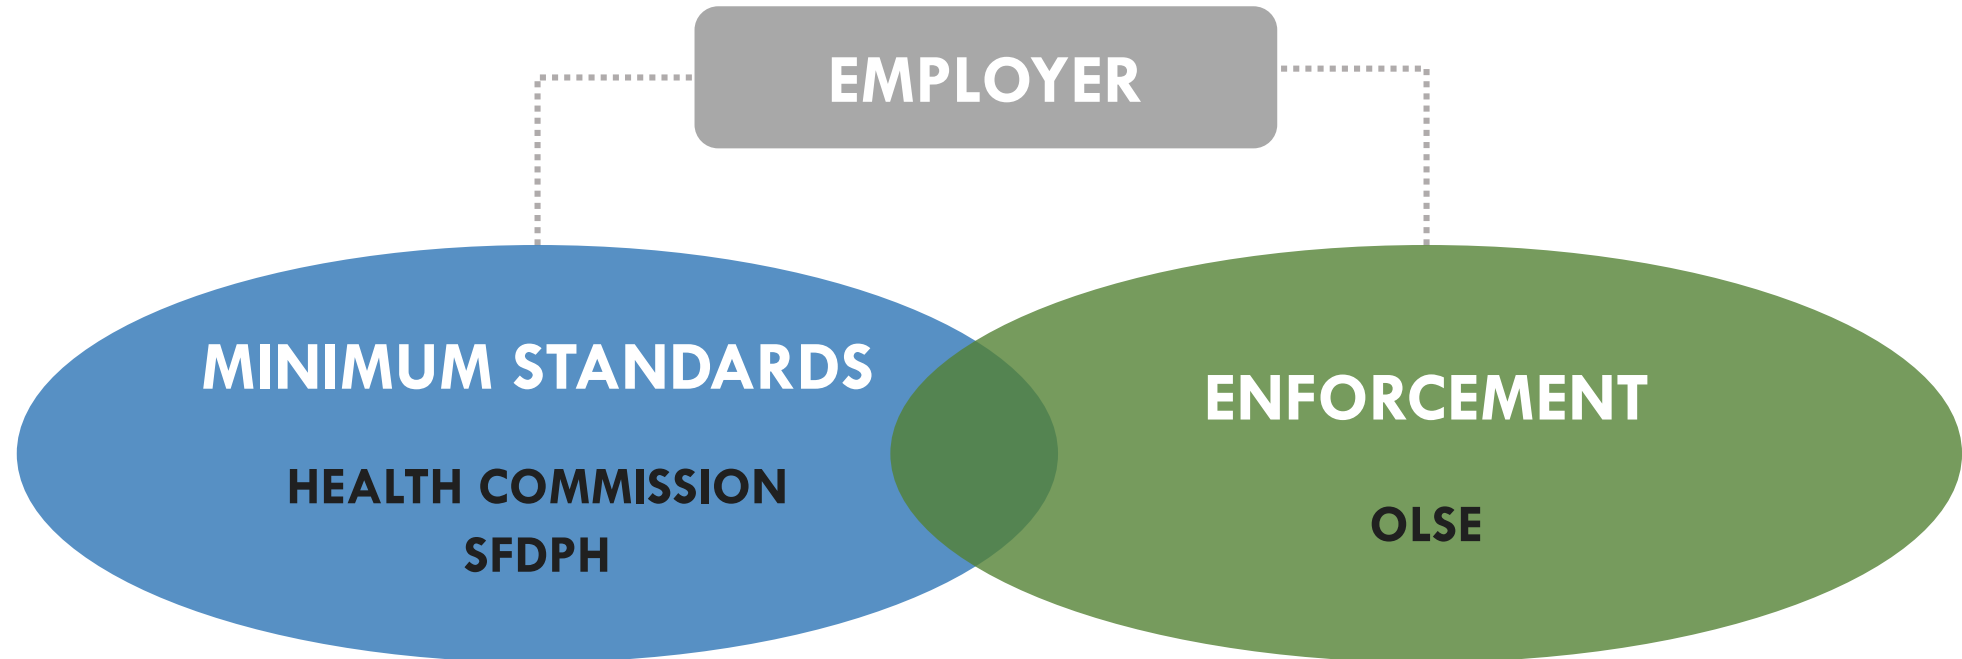 EMPLOYER
MINIMUM STANDARDS
HEALTH COMMISSION
SFDPH
ENFORCEMENT
OLSE